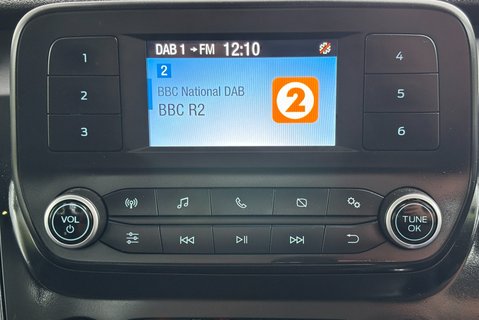 DAB 1 → FM 12:10
2
BBC National DAB
BBC R2
2
1
2
3
4
5
6
VOL
TUNE
OK